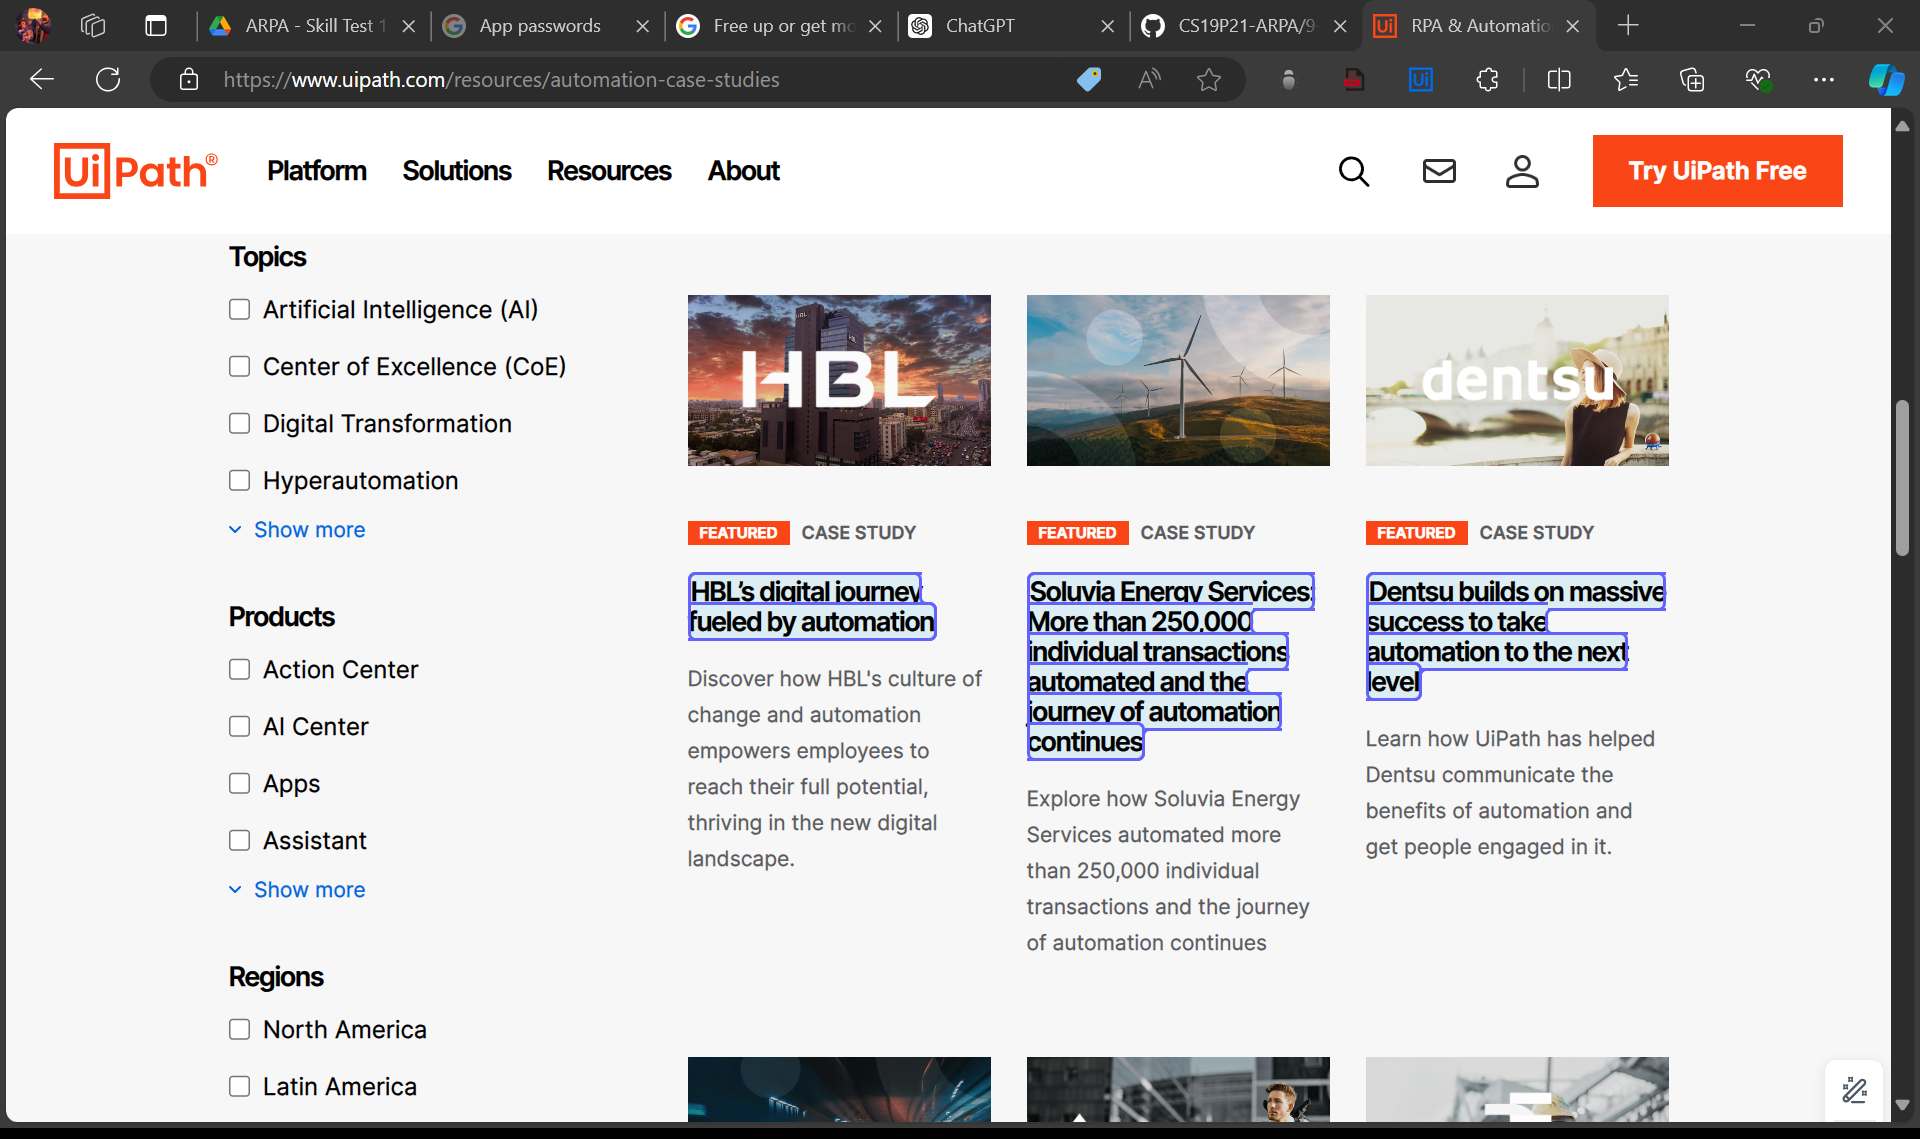 ARPA - Skill Test 1
App passwords
Free up or get mo
ChatGPT
CS19P21-ARPA/9-
Ui
RPA & Automatio
https://www.uipath.com/resources/automation-case-studies
Ui
UiPath®
Platform
Solutions
Resources
About
Try UiPath Free
Topics
Artificial Intelligence (AI)
Center of Excellence (CoE)
Digital Transformation
Hyperautomation
Show more
Products
Action Center
AI Center
Apps
Assistant
Show more
Regions
North America
Latin America
HBL
HBL
FEATURED CASE STUDY
HBL’s digital journey
fueled by automation
Discover how HBL's culture of
change and automation
empowers employees to
reach their full potential,
thriving in the new digital
landscape.
FEATURED CASE STUDY
Soluvia Energy Services:
More than 250,000
individual transactions
automated and the
journey of automation
continues
Explore how Soluvia Energy
Services automated more
than 250,000 individual
transactions and the journey
of automation continues
dentsu
FEATURED CASE STUDY
Dentsu builds on massive
success to take
automation to the next
level
Learn how UiPath has helped
Dentsu communicate the
benefits of automation and
get people engaged in it.